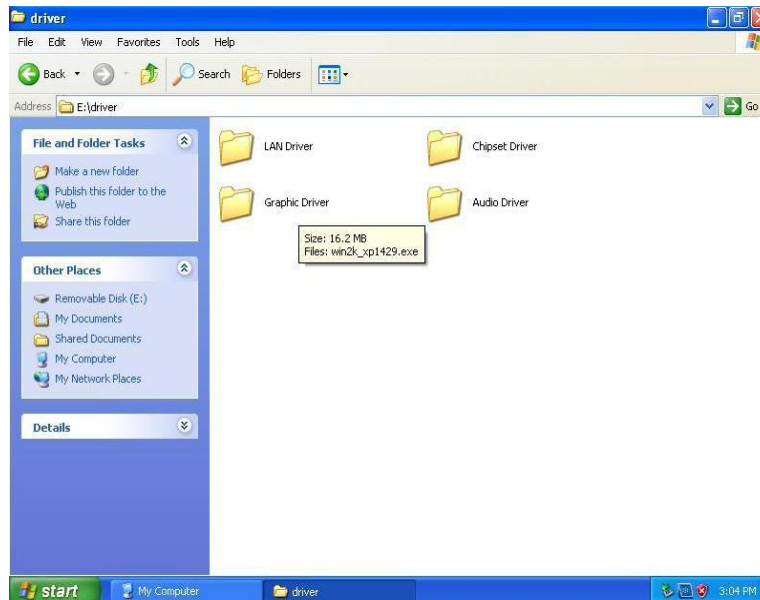 driver
File Edit View Favorites Tools Help
Back Search Folders
Address E:\driver Go
File and Folder Tasks
Make a new folder
Publish this folder to the
Web
Share this folder
Other Places
Removable Disk (E:)
My Documents
Shared Documents
My Computer
My Network Places
Details
LAN Driver
Chipset Driver
Graphic Driver
Audio Driver
Size: 16.2 MB
Files: win2k_xp1429.exe
start My Computer driver 3:04 PM